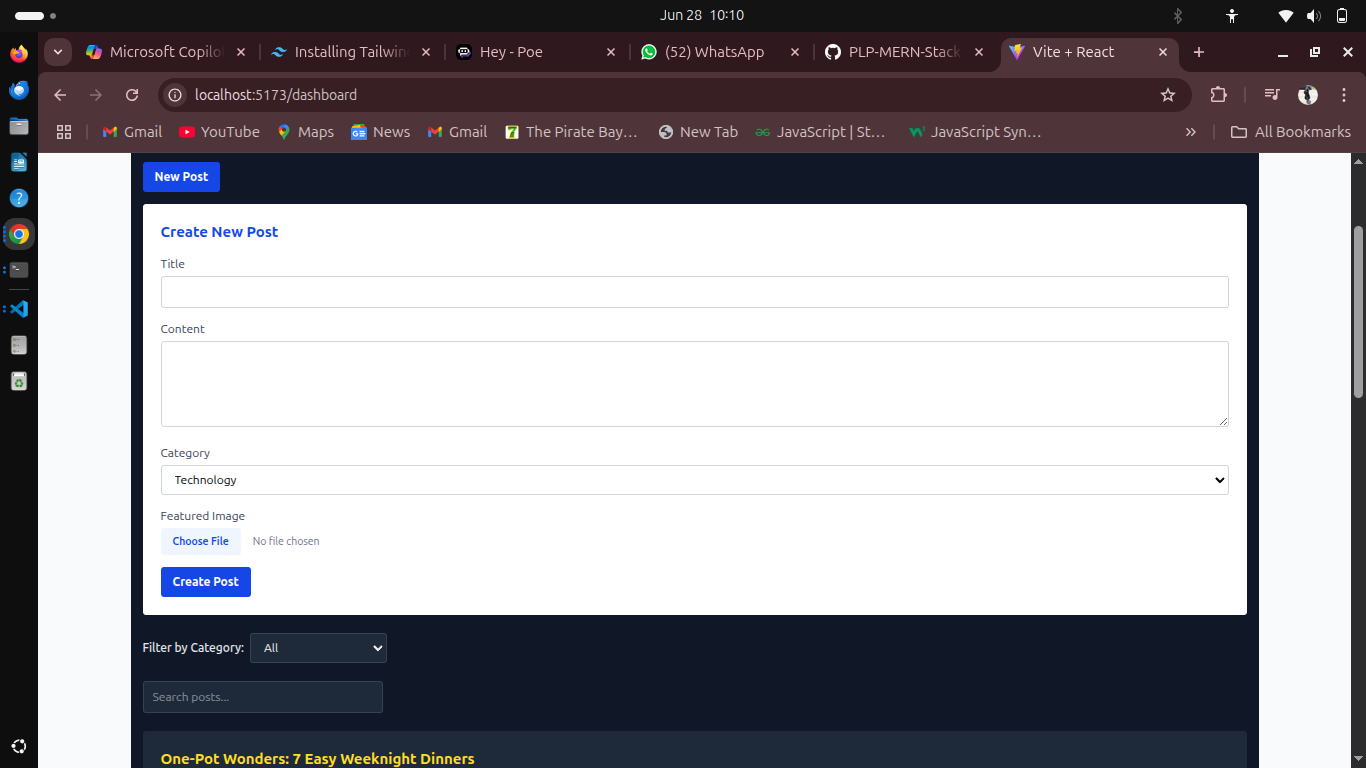 Jun 28 10:10
Microsoft Copilo
Installing Tailwin
Hey - Poe
(52) WhatsApp
PLP-MERN-Stack
Vite + React
localhost:5173/dashboard
Gmail
YouTube
Maps
News
Gmail
The Pirate Bay...
New Tab
JavaScript | St...
JavaScript Syn...
All Bookmarks
New Post
Create New Post
Title
Content
Category
Technology
Featured Image
Choose File No file chosen
Create Post
Filter by Category: All
Search posts...
One-Pot Wonders: 7 Easy Weeknight Dinners